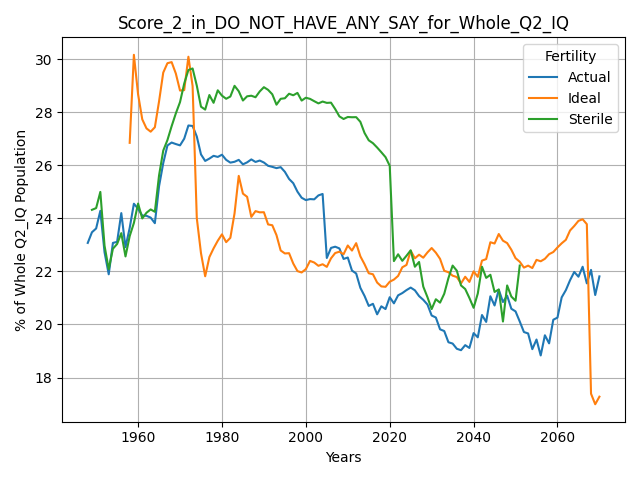 Score_2_in_DO_NOT_HAVE_ANY_SAY_for_Whole_Q2_IQ
Fertility
Actual
Ideal
Sterile
% of Whole Q2_IQ Population
30
28
26
24
22
20
18
1960
1980
2000
2020
2040
2060
Years